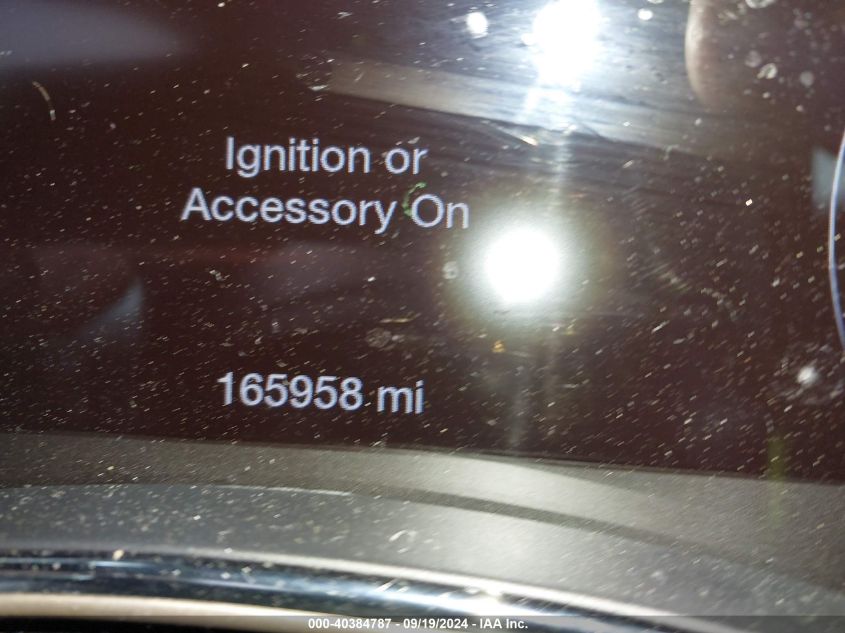 Ignition or
Accessory On
165958 mi
000-40384787 - 09/19/2024 - IAA Inc.